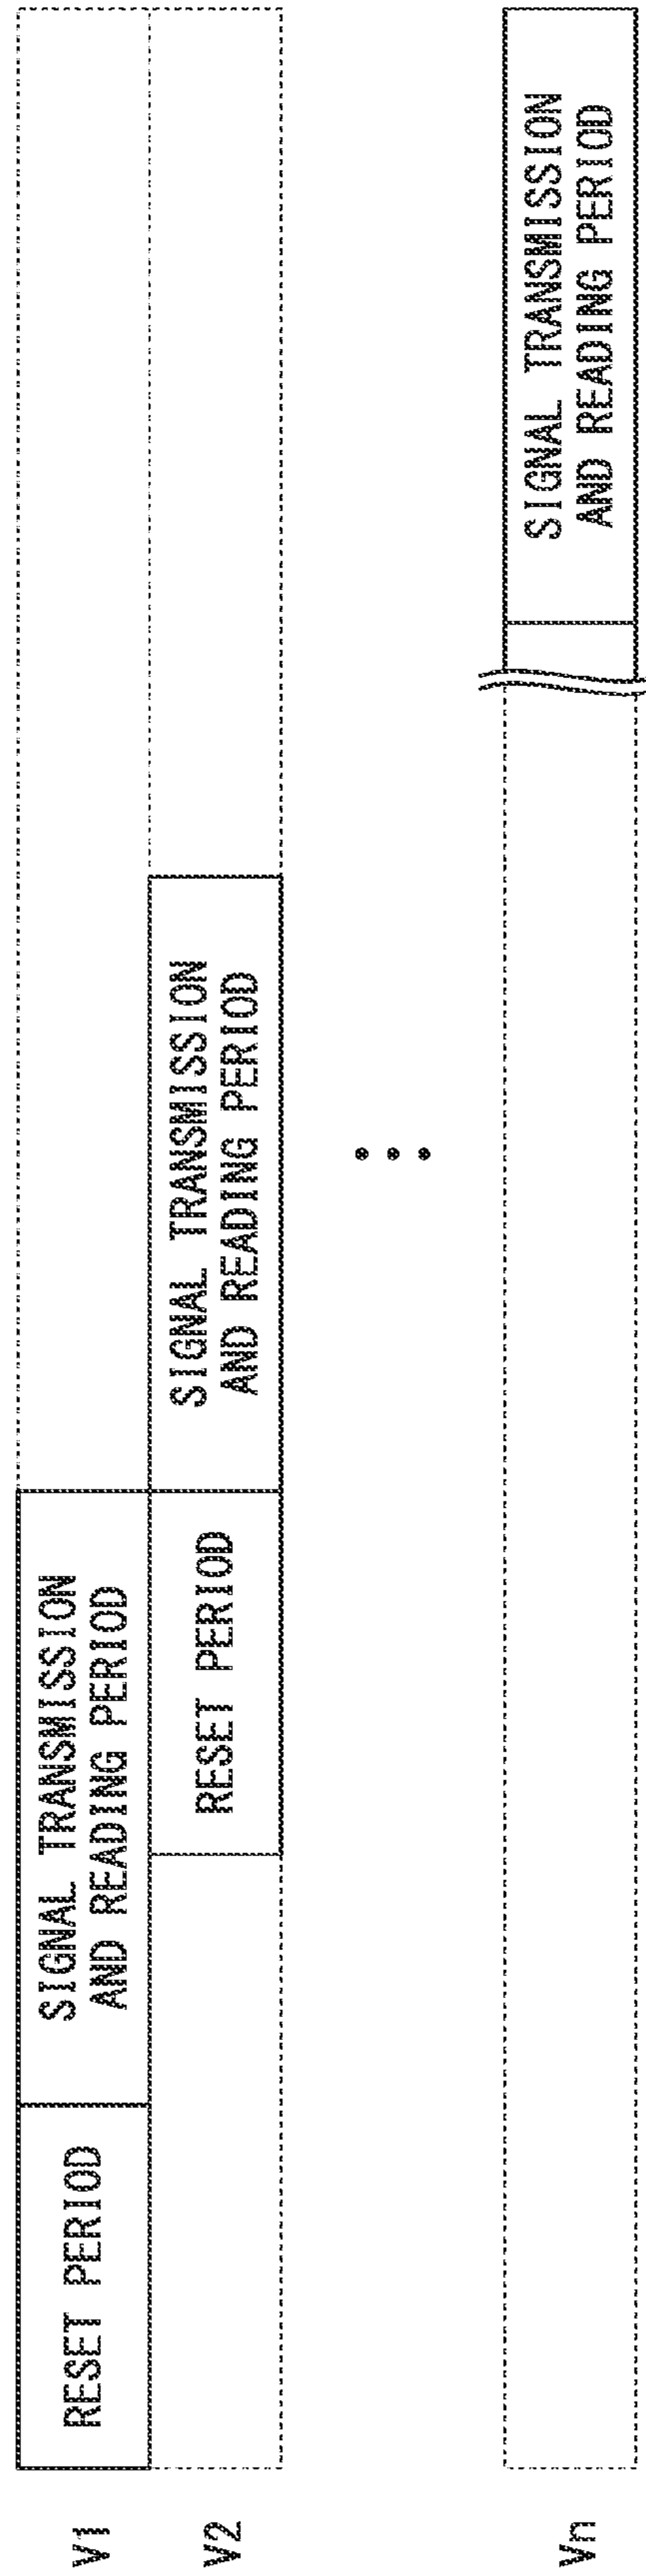 V1
RESET PERIOD
SIGNAL TRANSMISSION
AND READING PERIOD
V2
RESET PERIOD
SIGNAL TRANSMISSION
AND READING PERIOD
Vn
SIGNAL TRANSMISSION
AND READING PERIOD